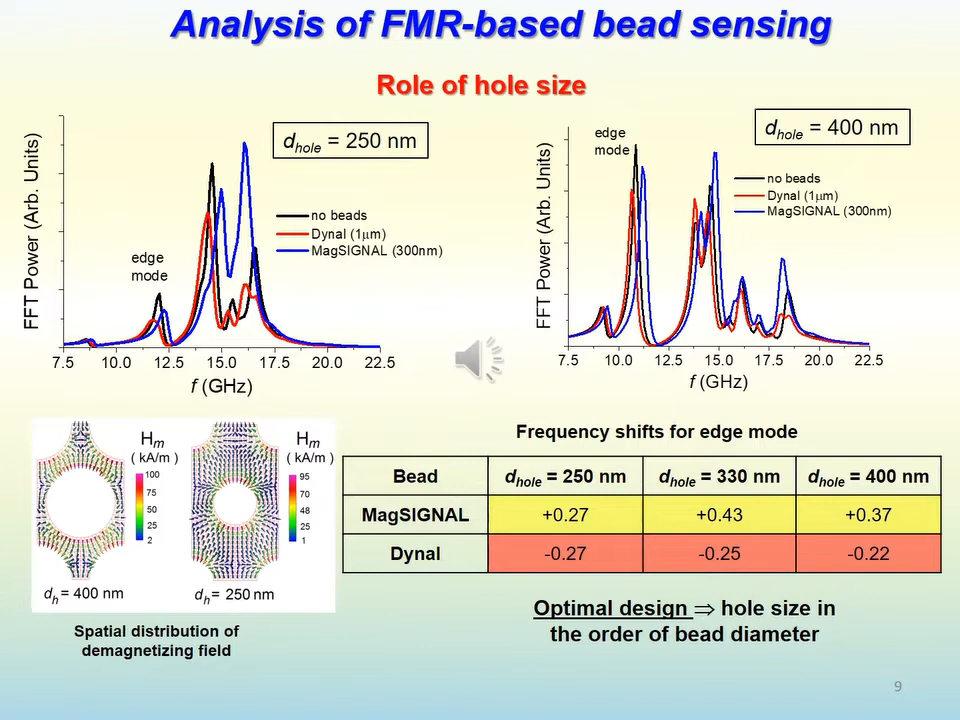 Analysis of FMR-based bead sensing
Role of hole size
FFT Power (Arb. Units)
d_hole = 250 nm
edge
mode
no beads
Dynal (1μm)
MagSIGNAL (300nm)
7.5 10.0 12.5 15.0 17.5 20.0 22.5
f (GHz)
FFT Power (Arb. Units)
d_hole = 400 nm
edge
mode
no beads
Dynal (1μm)
MagSIGNAL (300nm)
7.5 10.0 12.5 15.0 17.5 20.0 22.5
f (GHz)
H_m
( kA/m )
100
75
50
25
2
d_h = 400 nm
H_m
( kA/m )
95
70
48
25
1
d_h = 250 nm
Spatial distribution of
demagnetizing field
Frequency shifts for edge mode
Bead d_hole = 250 nm d_hole = 330 nm d_hole = 400 nm
MagSIGNAL +0.27 +0.43 +0.37
Dynal -0.27 -0.25 -0.22
Optimal design ⇒ hole size in
the order of bead diameter
9